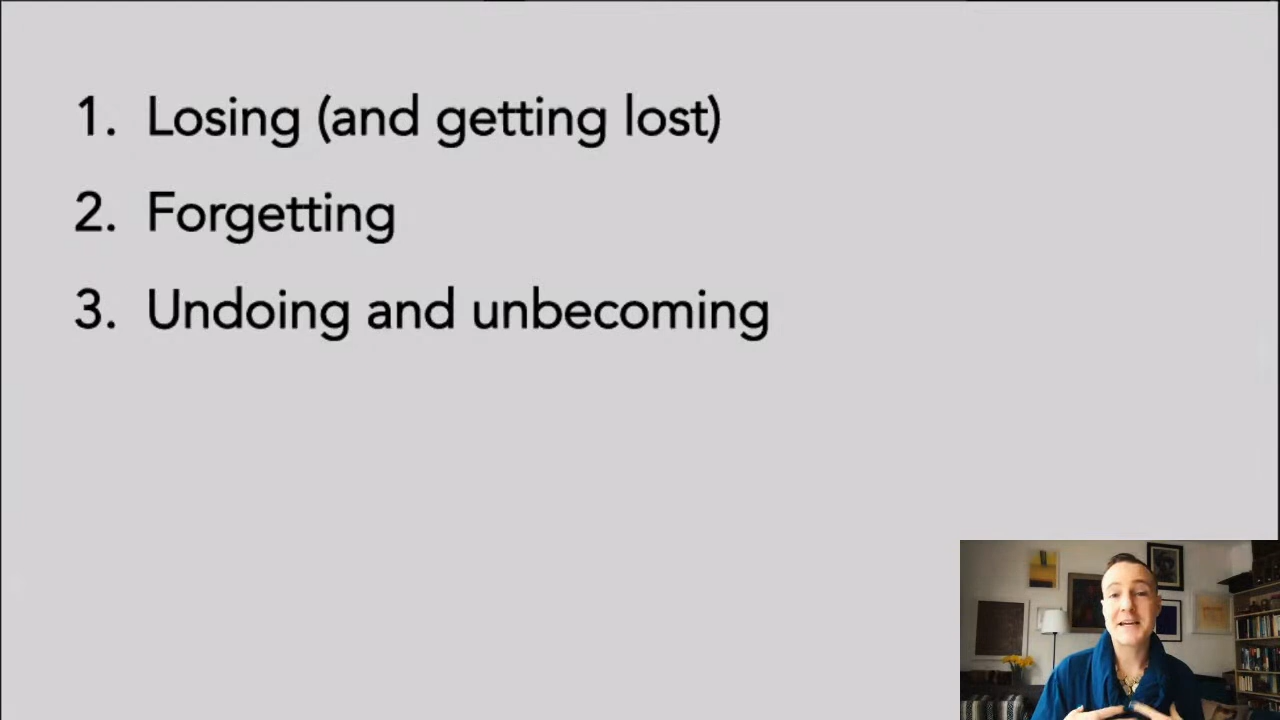 1. Losing (and getting lost)
2. Forgetting
3. Undoing and unbecoming